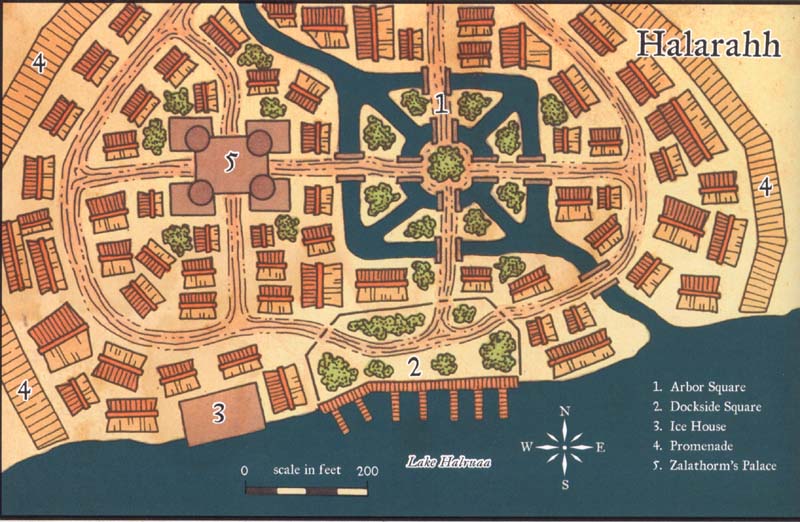 Halarahh
4
1
5
4
4
2
3
1. Arbor Square
2. Dockside Square
3. Ice House
4. Promenade
5. Zalathorm's Palace
N
W E
S
0 scale in feet 200
Lake Halruaa